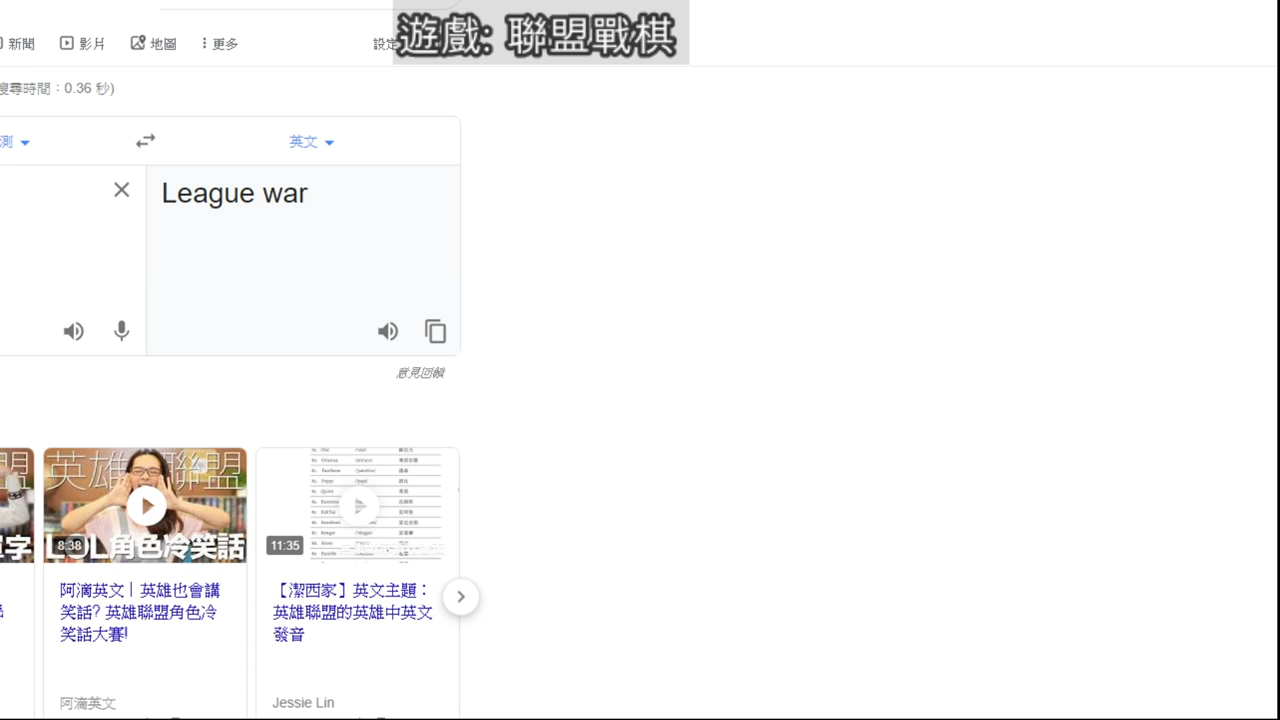 遊戲: 聯盟戰棋
新聞 影片 地圖 更多 設定
搜尋時間：0.36 秒)
測 英文
League war
意見回饋
英雄 聯盟
8:38
LOL角色冷笑話
11:35
阿滴英文 | 英雄也會講
笑話? 英雄聯盟角色冷
笑話大賽!
阿滴英文
【潔西家】英文主題：
英雄聯盟的英雄中英文
發音
Jessie Lin